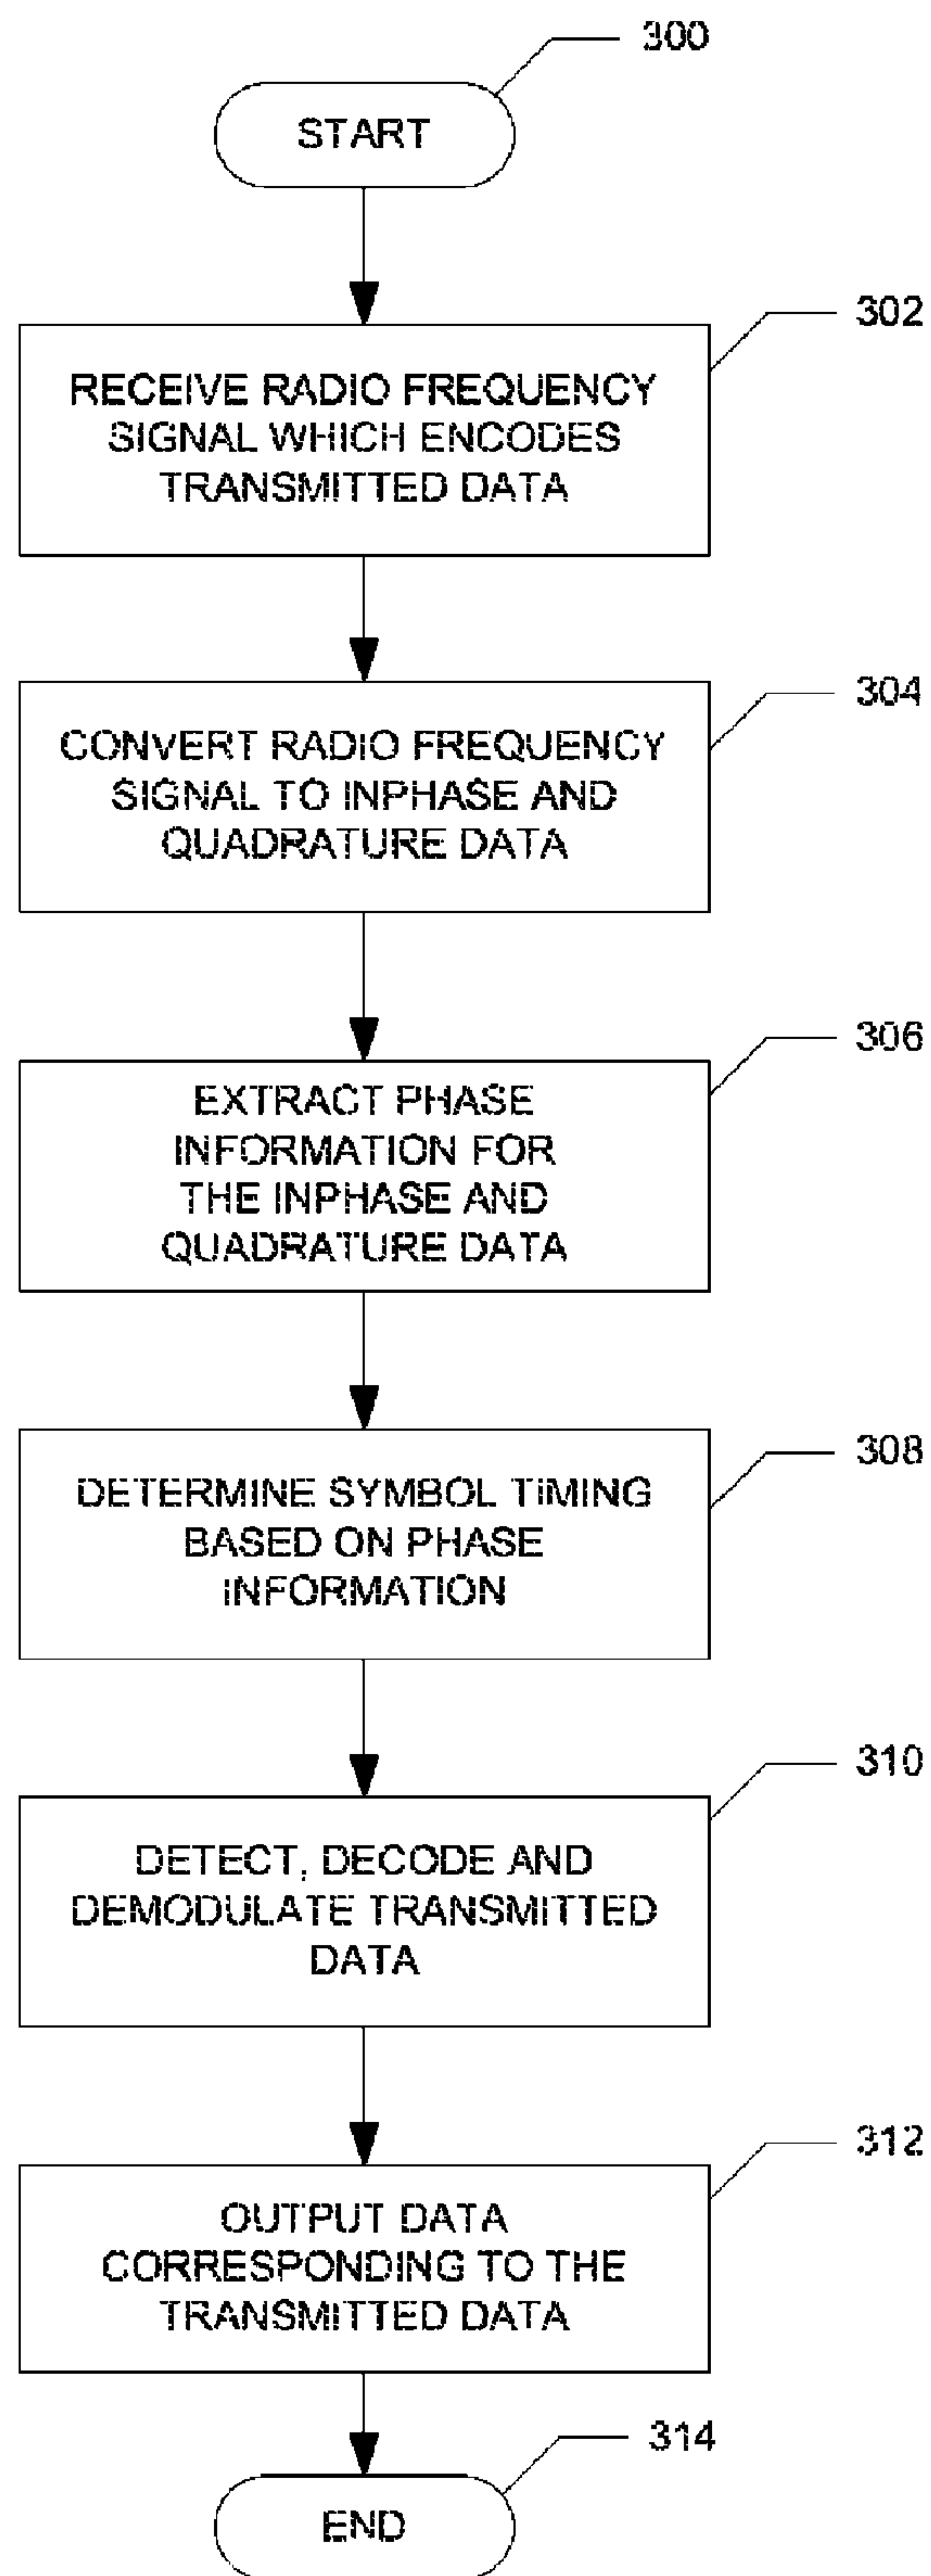 300
START
302
RECEIVE RADIO FREQUENCY
SIGNAL WHICH ENCODES
TRANSMITTED DATA
304
CONVERT RADIO FREQUENCY
SIGNAL TO INPHASE AND
QUADRATURE DATA
306
EXTRACT PHASE
INFORMATION FOR
THE INPHASE AND
QUADRATURE DATA
308
DETERMINE SYMBOL TIMING
BASED ON PHASE
INFORMATION
310
DETECT, DECODE AND
DEMODULATE TRANSMITTED
DATA
312
OUTPUT DATA
CORRESPONDING TO THE
TRANSMITTED DATA
314
END